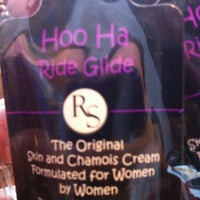 Hoo Ha
Ride Glide
RS
The Original
Skin and Chamois Cream
Formulated for Women
by Women